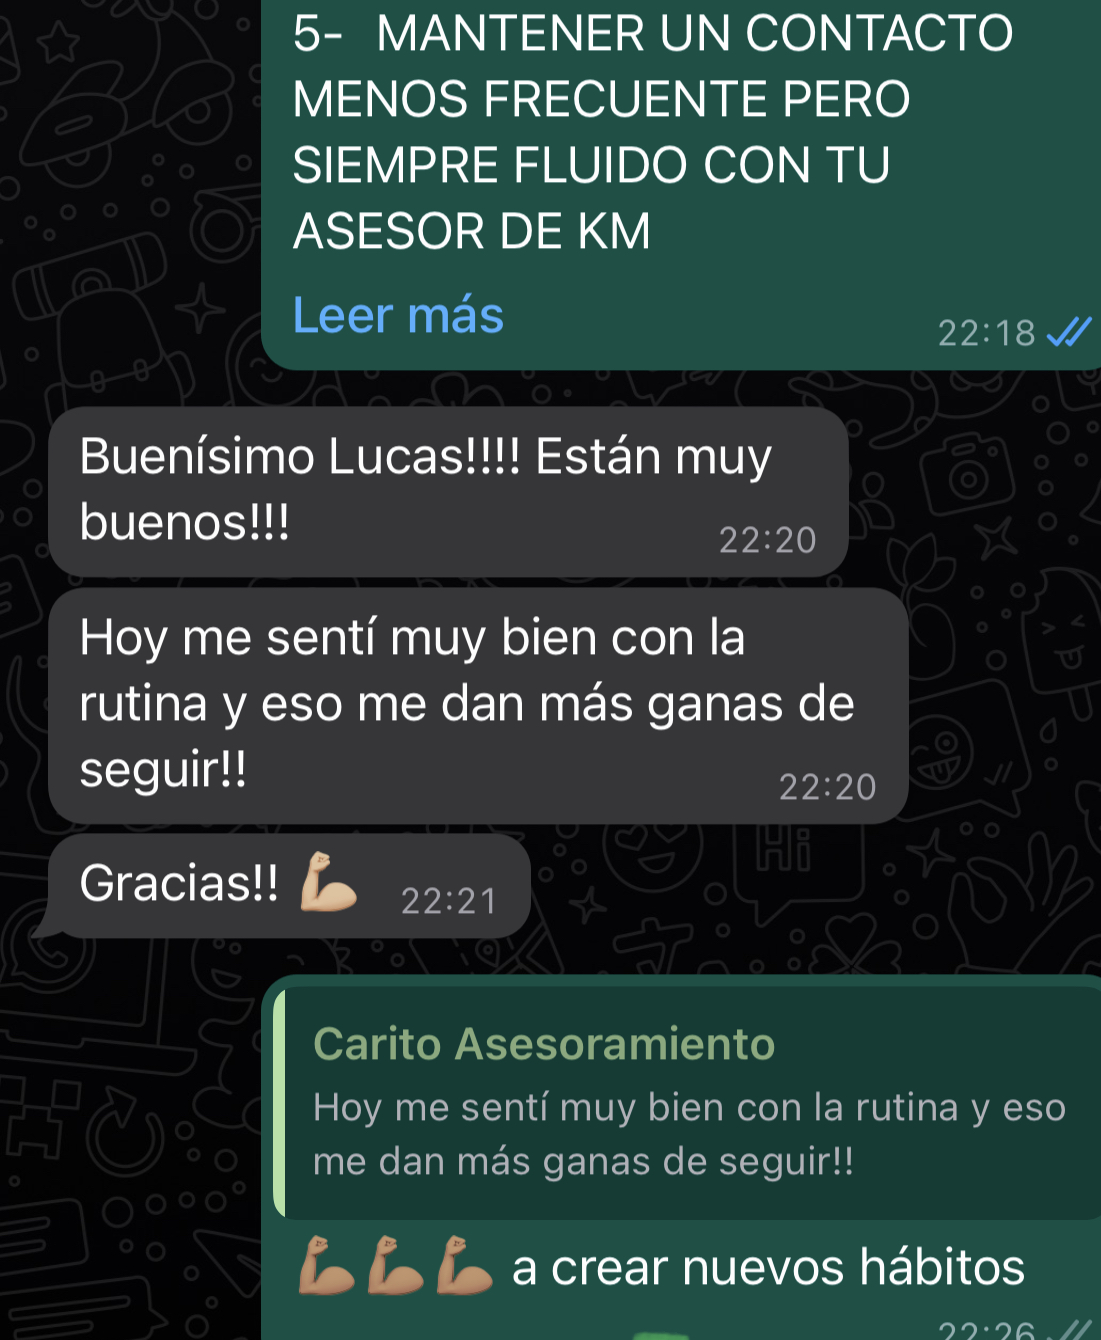 5- MANTENER UN CONTACTO
MENOS FRECUENTE PERO
SIEMPRE FLUIDO CON TU
ASESOR DE KM
Leer más
22:18
Buenísimo Lucas!!!! Están muy
buenos!!!
22:20
Hoy me sentí muy bien con la
rutina y eso me dan más ganas de
seguir!!
22:20
Gracias!! 💪🏼 22:21
Carito Asesoramiento
Hoy me sentí muy bien con la rutina y eso
me dan más ganas de seguir!!
💪🏽💪🏽💪🏽 a crear nuevos hábitos
22:26